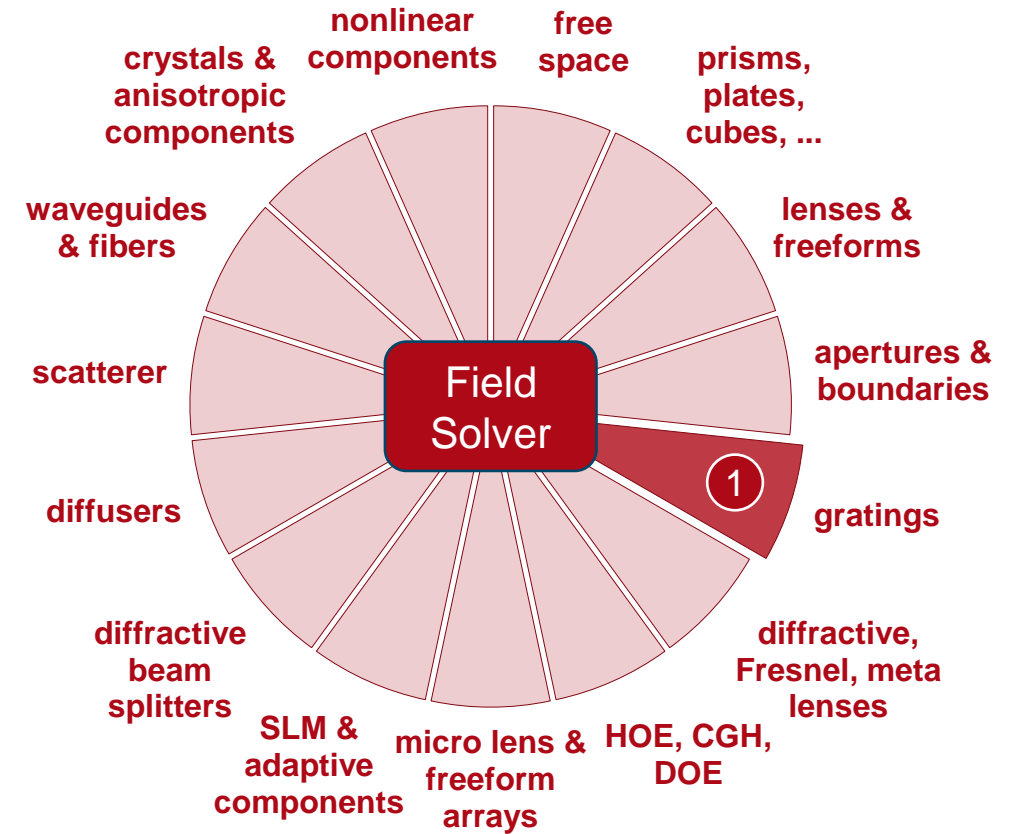 nonlinear
components
free
space
prisms,
plates,
cubes, ...
lenses &
freeforms
apertures &
boundaries
gratings
diffractive,
Fresnel, meta
lenses
HOE, CGH,
DOE
micro lens &
freeform
arrays
SLM &
adaptive
components
diffractive
beam
splitters
diffusers
scatterer
waveguides
& fibers
crystals &
anisotropic
components
Field
Solver
1